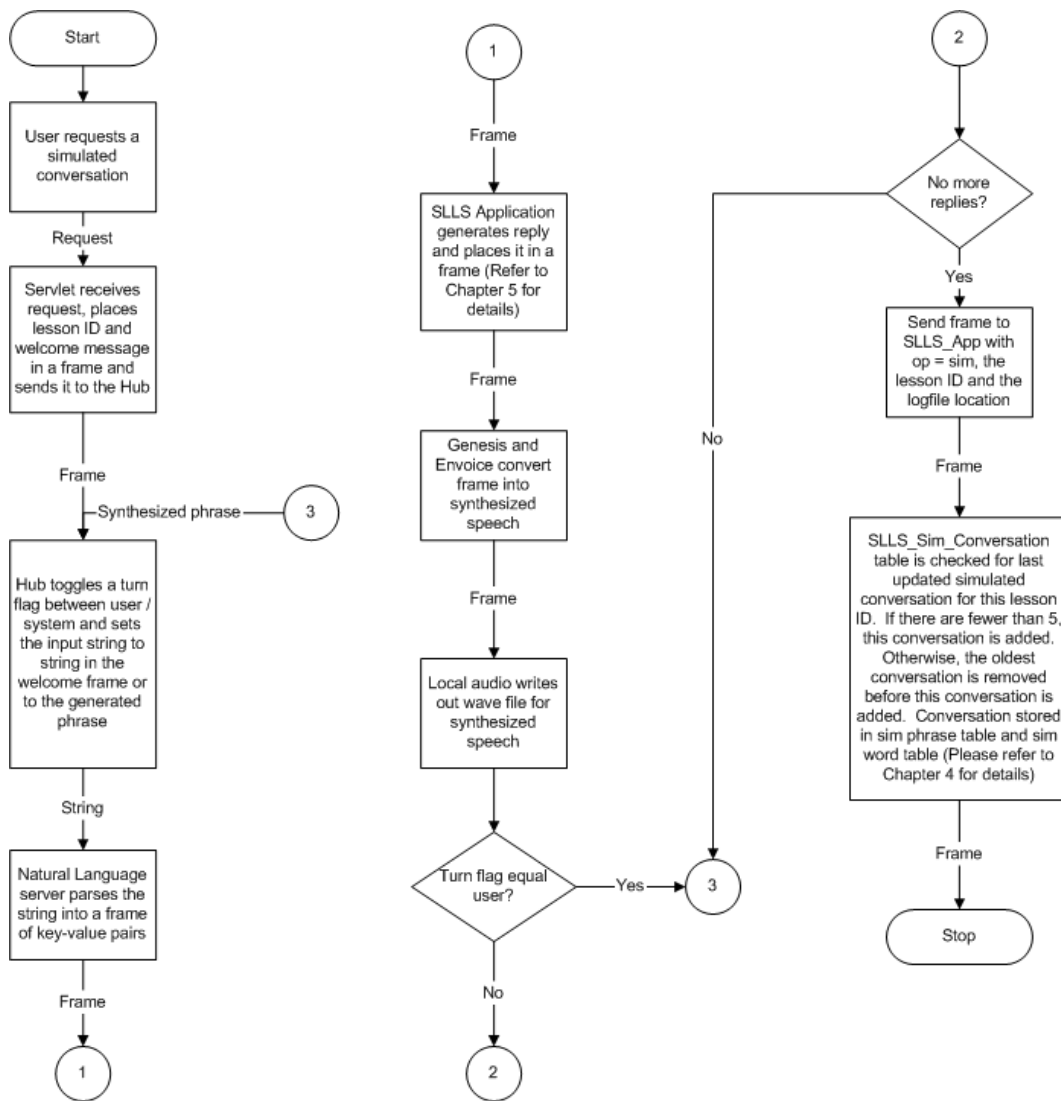 Start
User requests a
simulated
conversation
Request
Servlet receives
request, places
lesson ID and
welcome message
in a frame and
sends it to the Hub
Frame
Synthesized phrase
3
Hub toggles a turn
flag between user /
system and sets
the input string to
string in the
welcome frame or
to the generated
phrase
String
Natural Language
server parses the
string into a frame
of key-value pairs
Frame
1
1
Frame
SLLS Application
generates reply
and places it in a
frame (Refer to
Chapter 5 for
details)
Frame
Genesis and
Envoice convert
frame into
synthesized
speech
Frame
Local audio writes
out wave file for
synthesized
speech
Turn flag equal
user?
Yes
3
No
2
2
No more
replies?
No
Yes
Send frame to
SLLS_App with
op = sim, the
lesson ID and the
logfile location
Frame
SLLS_Sim_Conversation
table is checked for last
updated simulated
conversation for this lesson
ID.  If there are fewer than 5,
this conversation is added.
Otherwise, the oldest
conversation is removed
before this conversation is
added.  Conversation stored
in sim phrase table and sim
word table (Please refer to
Chapter 4 for details)
Frame
Stop